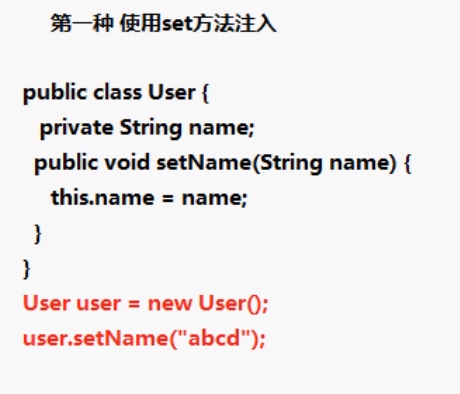 第一种 使用set方法注入
public class User {
private String name;
public void setName(String name) {
this.name = name;
}
}
User user = new User();
user.setName("abcd");